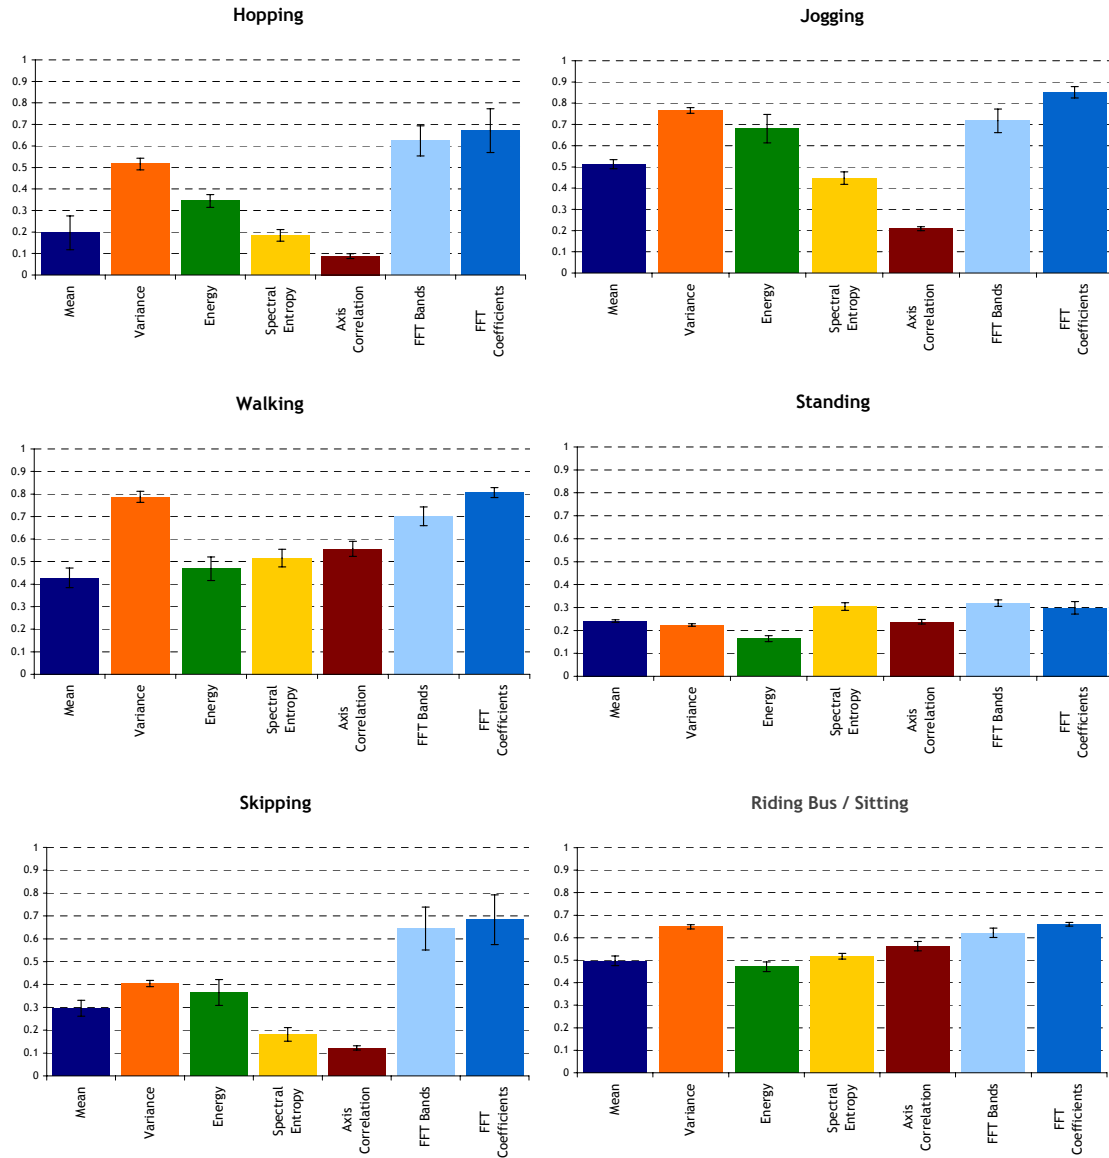 Hopping
1
0.9
0.8
0.7
0.6
0.5
0.4
0.3
0.2
0.1
0
Mean
Variance
Energy
Spectral
Entropy
Axis
Correlation
FFT Bands
FFT
Coefficients
Jogging
1
0.9
0.8
0.7
0.6
0.5
0.4
0.3
0.2
0.1
0
Mean
Variance
Energy
Spectral
Entropy
Axis
Correlation
FFT Bands
FFT
Coefficients
Walking
1
0.9
0.8
0.7
0.6
0.5
0.4
0.3
0.2
0.1
0
Mean
Variance
Energy
Spectral
Entropy
Axis
Correlation
FFT Bands
FFT
Coefficients
Standing
1
0.9
0.8
0.7
0.6
0.5
0.4
0.3
0.2
0.1
0
Mean
Variance
Energy
Spectral
Entropy
Axis
Correlation
FFT Bands
FFT
Coefficients
Skipping
1
0.9
0.8
0.7
0.6
0.5
0.4
0.3
0.2
0.1
0
Mean
Variance
Energy
Spectral
Entropy
Axis
Correlation
FFT Bands
FFT
Coefficients
Riding Bus / Sitting
1
0.9
0.8
0.7
0.6
0.5
0.4
0.3
0.2
0.1
0
Mean
Variance
Energy
Spectral
Entropy
Axis
Correlation
FFT Bands
FFT
Coefficients